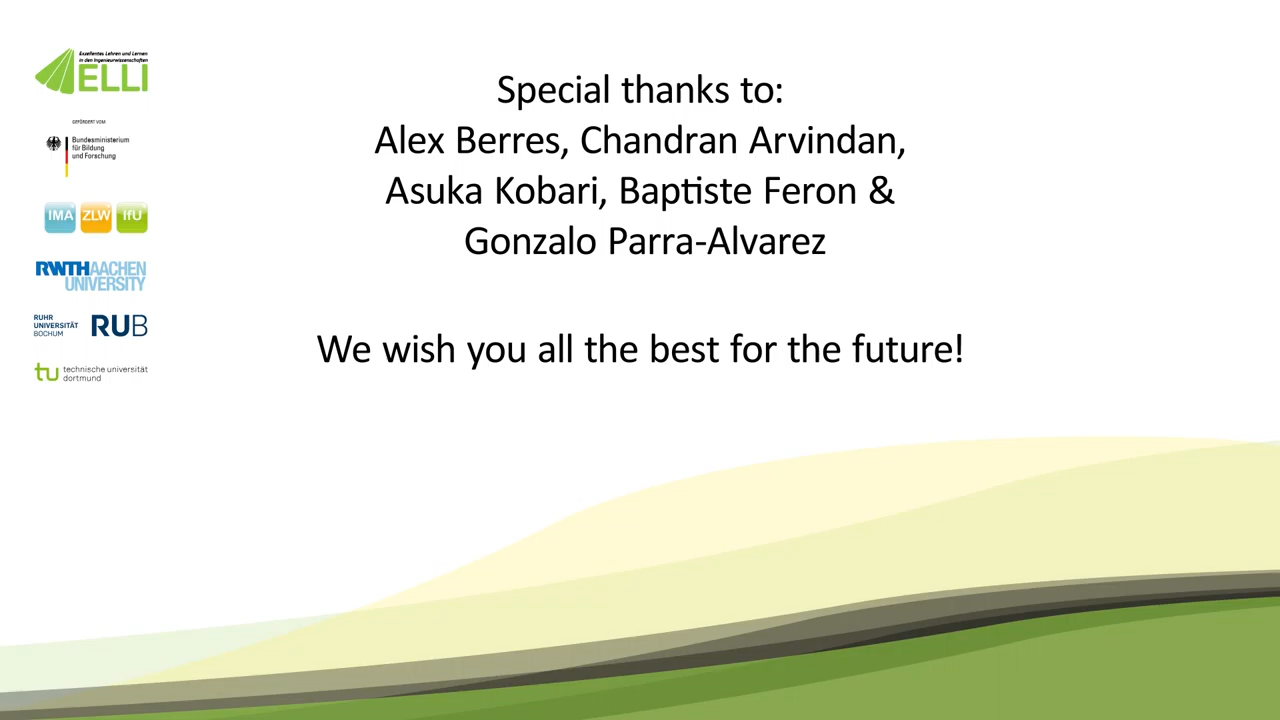 Exzellentes Lehren und Lernen
in den Ingenieurwissenschaften
ELLI
GEFÖRDERT VOM
Bundesministerium
für Bildung
und Forschung
IMA ZLW IfU
RWTHAACHEN
UNIVERSITY
RUHR
UNIVERSITÄT
BOCHUM
RUB
tu technische universität
dortmund
Special thanks to:
Alex Berres, Chandran Arvindan,
Asuka Kobari, Baptiste Feron &
Gonzalo Parra-Alvarez
We wish you all the best for the future!